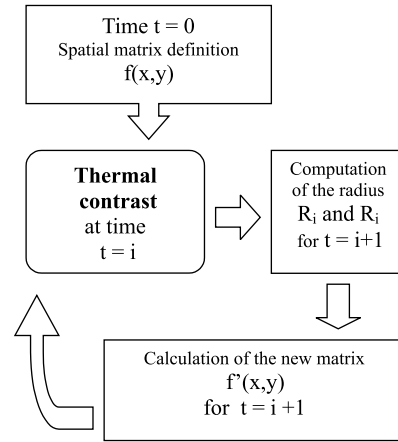 Time t = 0
Spatial matrix definition
f(x,y)
Thermal
contrast
at time
t = i
Computation
of the radius
Rᵢ and Rᵢ
for t = i+1
Calculation of the new matrix
f’(x,y)
for t = i +1